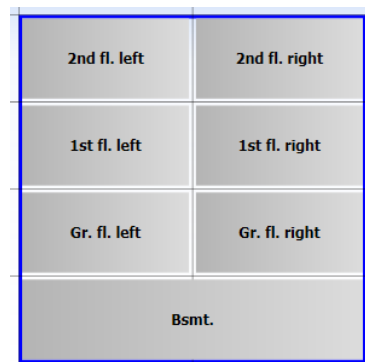 2nd fl. left
2nd fl. right
1st fl. left
1st fl. right
Gr. fl. left
Gr. fl. right
Bsmt.